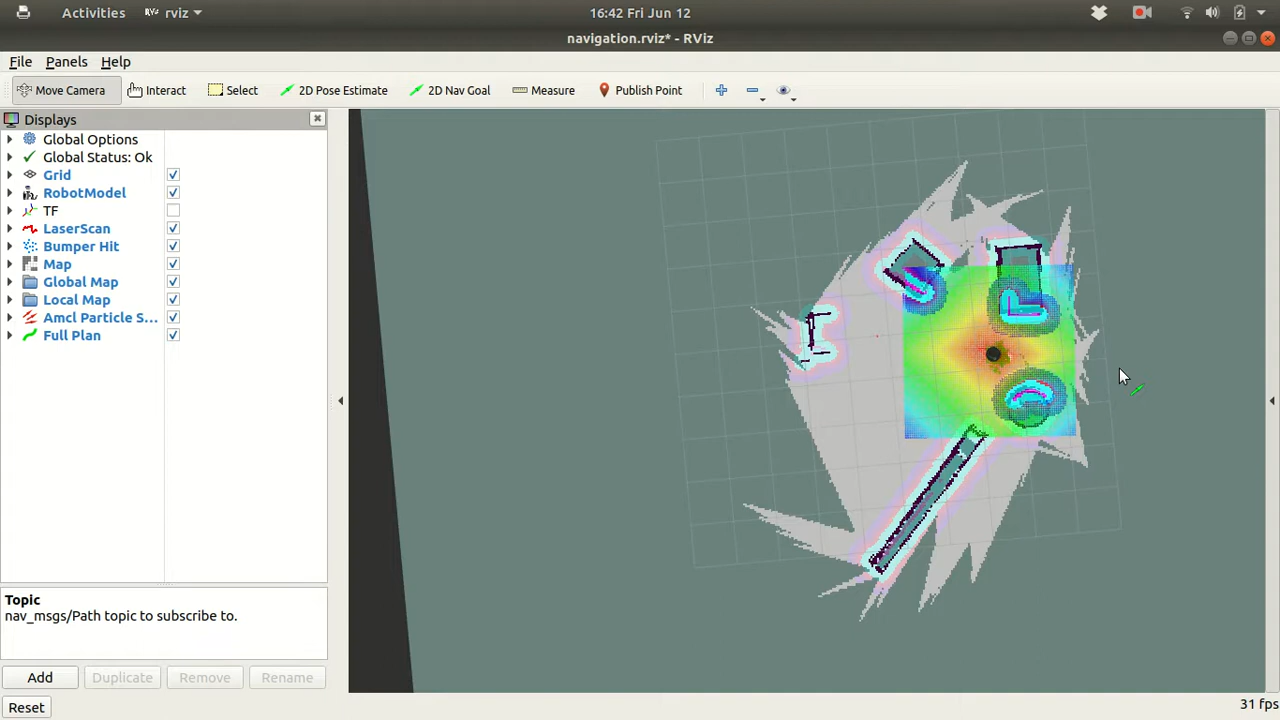 Activities rviz 16:42 Fri Jun 12
navigation.rviz* - RViz
File Panels Help
Move Camera Interact Select 2D Pose Estimate 2D Nav Goal Measure Publish Point
Displays
Global Options
Global Status: Ok
Grid
RobotModel
TF
LaserScan
Bumper Hit
Map
Global Map
Local Map
Amcl Particle S...
Full Plan
Topic
nav_msgs/Path topic to subscribe to.
Add Duplicate Remove Rename
Reset 31 fps